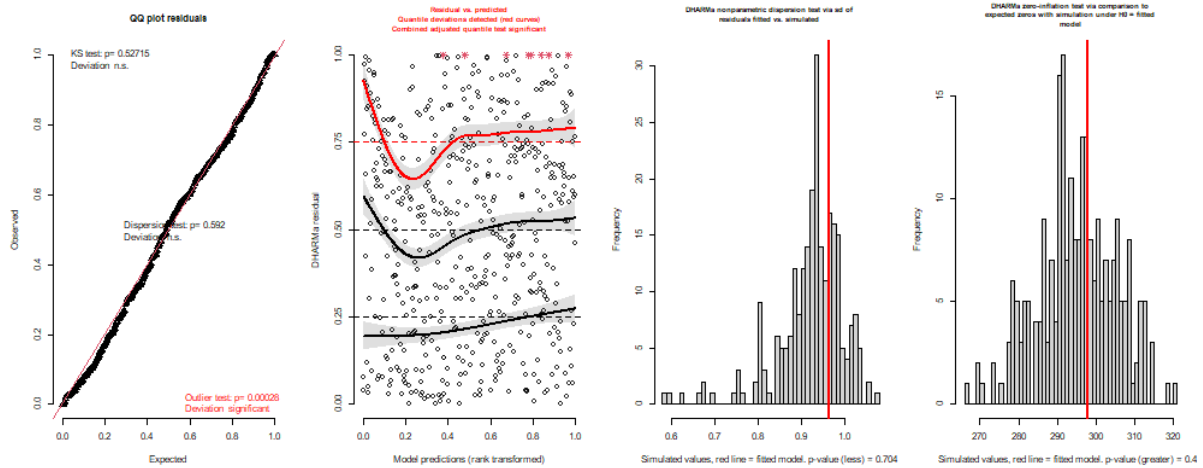 QQ plot residuals
KS test: p= 0.52715
Deviation n.s.
Dispersion test: p= 0.592
Deviation n.s.
Outlier test: p= 0.00028
Deviation significant
Observed
0.0 0.2 0.4 0.6 0.8 1.0
0.0 0.2 0.4 0.6 0.8 1.0
Expected
Residual vs. predicted
Quantile deviations detected (red curves)
Combined adjusted quantile test significant
DHARMa residual
0.00 0.25 0.50 0.75 1.00
0.0 0.2 0.4 0.6 0.8 1.0
Model predictions (rank transformed)
DHARMa nonparametric dispersion test via sd of
residuals fitted vs. simulated
Frequency
0 5 10 15 20 25 30
0.6 0.7 0.8 0.9 1.0
Simulated values, red line = fitted model. p-value (less) = 0.704
DHARMa zero-inflation test via comparison to
expected zeros with simulation under H0 = fitted
model
Frequency
0 5 10 15
270 280 290 300 310 320
Simulated values, red line = fitted model. p-value (greater) = 0.4